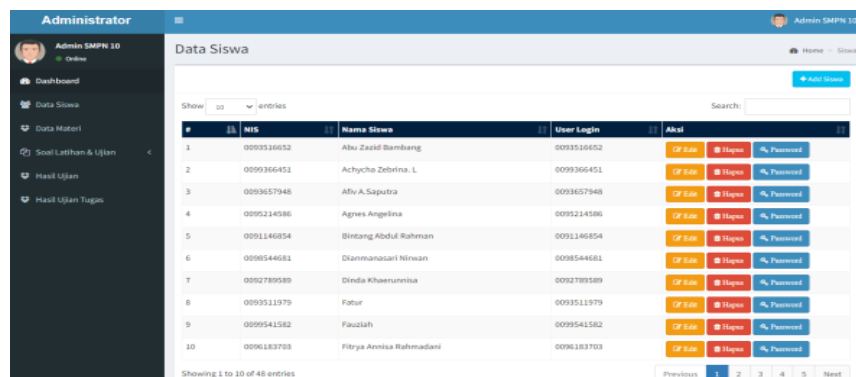 Administrator
Admin SMPN 10
Admin SMPN 10
Online
Data Siswa
Home > Siswa
Dashboard
Add Siswa
Data Siswa
Data Materi
Soal Latihan & Ujian
Hasil Ujian
Hasil Ujian Tugas
Show 10 entries
Search:
# NIS Nama Siswa User Login Aksi
1 0093516652 Abu Zazid Bambang 0093516652 Edit Hapus Password
2 0099366451 Achycha Zebrina. L 0099366451 Edit Hapus Password
3 0093657948 Afiv A.Saputra 0093657948 Edit Hapus Password
4 0095214586 Agnes Angelina 0095214586 Edit Hapus Password
5 0091146854 Bintang Abdul Rahman 0091146854 Edit Hapus Password
6 0098544681 Dianmanasari Nirwan 0098544681 Edit Hapus Password
7 0092789589 Dinda Khaerunnisa 0092789589 Edit Hapus Password
8 0093511979 Fatur 0093511979 Edit Hapus Password
9 0099541582 Fauziah 0099541582 Edit Hapus Password
10 0096183703 Fitrya Annisa Rahmadani 0096183703 Edit Hapus Password
Showing 1 to 10 of 48 entries
Previous 1 2 3 4 5 Next